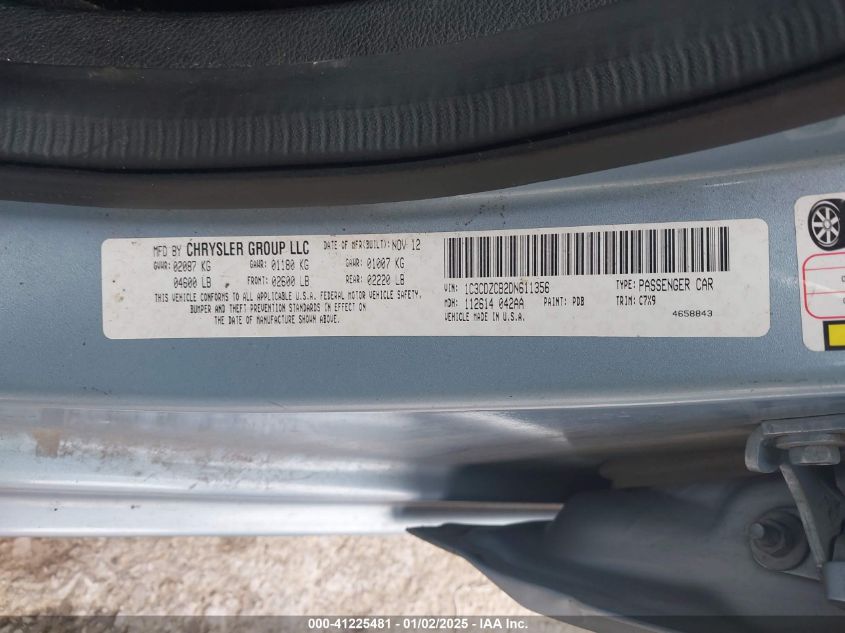 MFD BY CHRYSLER GROUP LLC DATE OF MFR(BUILT): NOV 12
GVWR: 02087 KG GAWR: 01180 KG GAWR: 01007 KG
04600 LB FRONT: 02600 LB REAR: 02220 LB
THIS VEHICLE CONFORMS TO ALL APPLICABLE U.S.A. FEDERAL MOTOR VEHICLE SAFETY,
BUMPER AND THEFT PREVENTION STANDARDS IN EFFECT ON
THE DATE OF MANUFACTURE SHOWN ABOVE.
VIN: 1C3CDZCB2DN611356 TYPE: PASSENGER CAR
MDH: 112614 042AA PAINT: PDB TRIM: C7X9
VEHICLE MADE IN U.S.A. 4658843
000-41225481 - 01/02/2025 - IAA Inc.